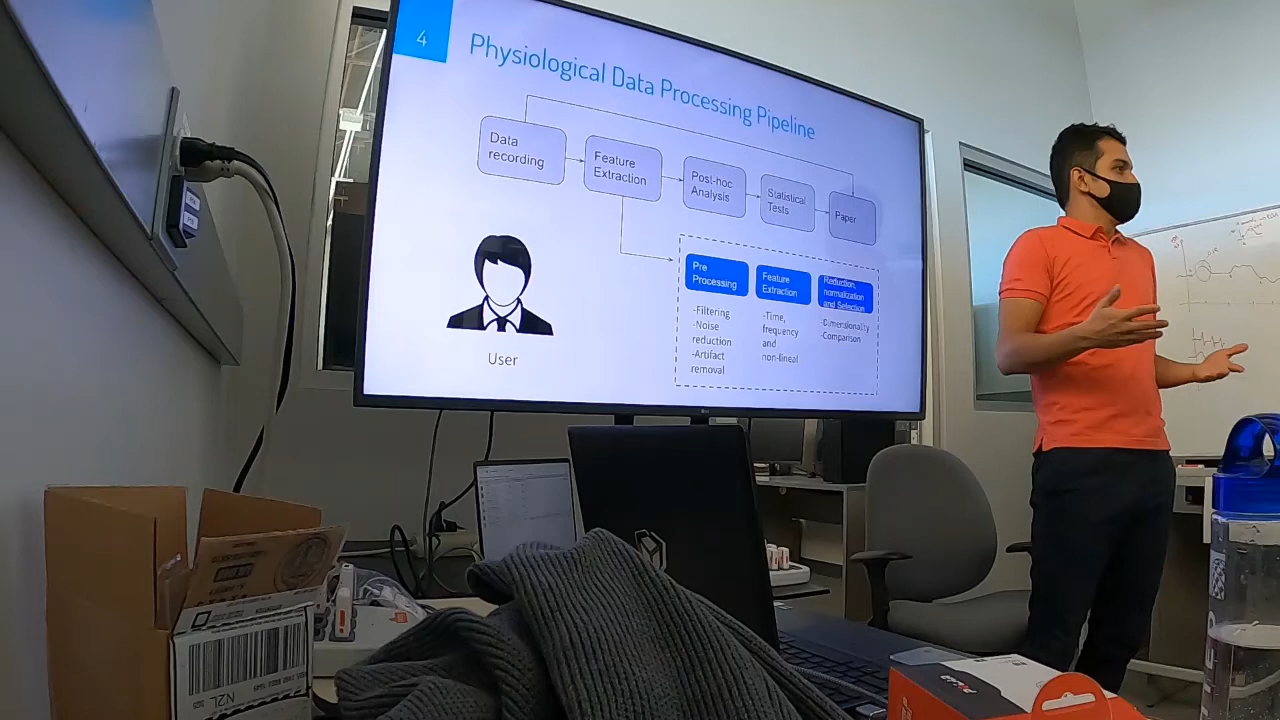 4
Physiological Data Processing Pipeline
Data
recording
Feature
Extraction
Post-hoc
Analysis
Statistical
Tests
Paper
Pre
Processing
-Filtering
-Noise
reduction
-Artifact
removal
Feature
Extraction
-Time,
frequency
and
non-lineal
Reduction,
normalization
and Selection
-Dimensionality
-Comparison
User
N2L